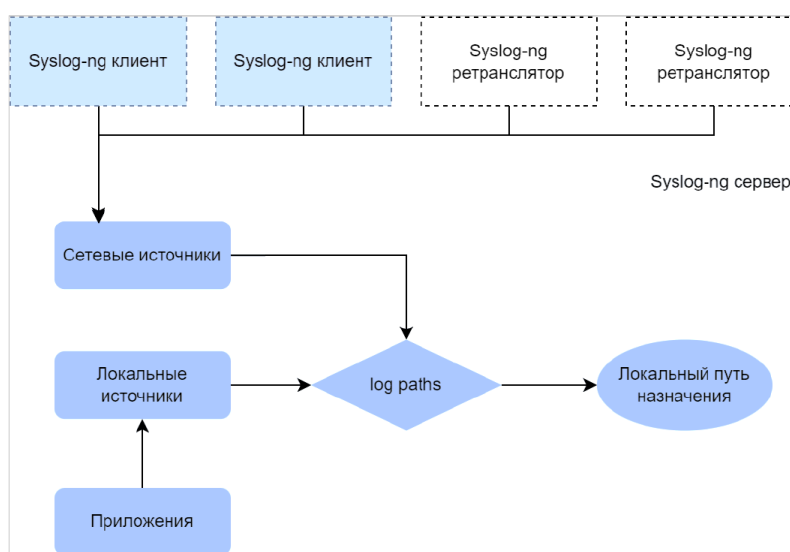 Syslog-ng клиент
Syslog-ng клиент
Syslog-ng
ретранслятор
Syslog-ng
ретранслятор
Syslog-ng сервер
Сетевые источники
Локальные
источники
log paths
Локальный путь
назначения
Приложения